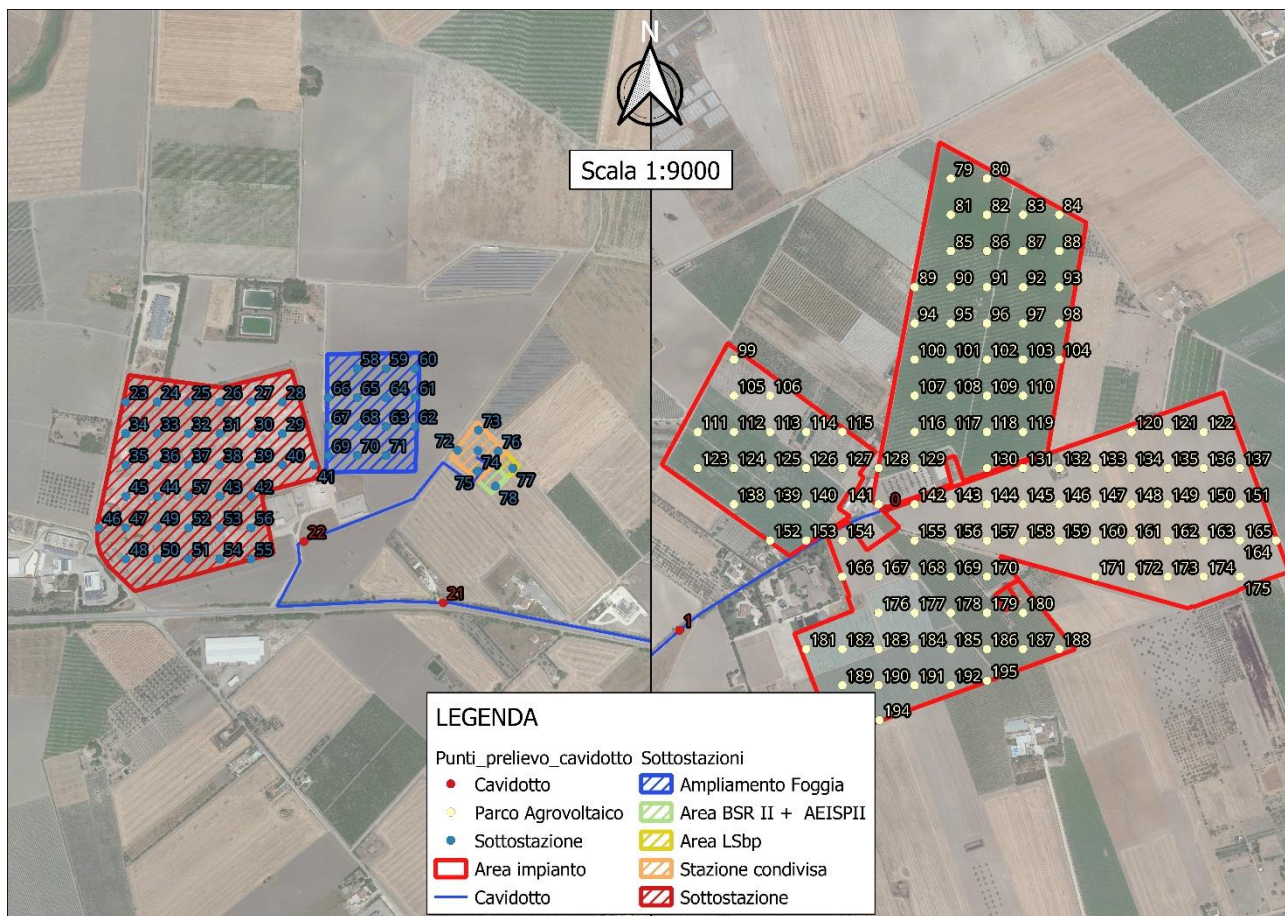 N
Scala 1:9000
79 80
81 82 83 84
85 86 87 88
89 90 91 92 93
94 95 96 97 98
99 100 101 102 103 104
105 106 107 108 109 110
111 112 113 114 115 116 117 118 119 120 121 122
123 124 125 126 127 128 129 130 131 132 133 134 135 136 137
138 139 140 141 0 142 143 144 145 146 147 148 149 150 151
152 153 154 155 156 157 158 159 160 161 162 163 164 165
166 167 168 169 170 171 172 173 174 175
1 176 177 178 179 180
181 182 183 184 185 186 187 188
189 190 191 192 195
194
58 59 60
23 24 25 26 27 28 66 65 64 61
34 33 32 31 30 29 67 68 63 62 73
35 36 37 38 39 40 41 69 70 71 72 74 76
75 77 78
45 44 57 43 42
46 47 49 52 53 56
48 50 51 54 55
22
21
LEGENDA
Punti_prelievo_cavidotto Sottostazioni
Cavidotto Ampliamento Foggia
Parco Agrovoltaico Area BSR II + AEISPII
Sottostazione Area LSbp
Area impianto Stazione condivisa
Cavidotto Sottostazione